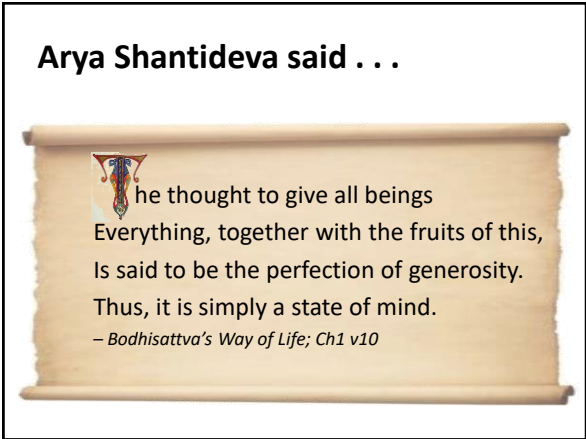 Arya Shantideva said . . .
The thought to give all beings
Everything, together with the fruits of this,
Is said to be the perfection of generosity.
Thus, it is simply a state of mind.
– Bodhisattva's Way of Life; Ch1 v10